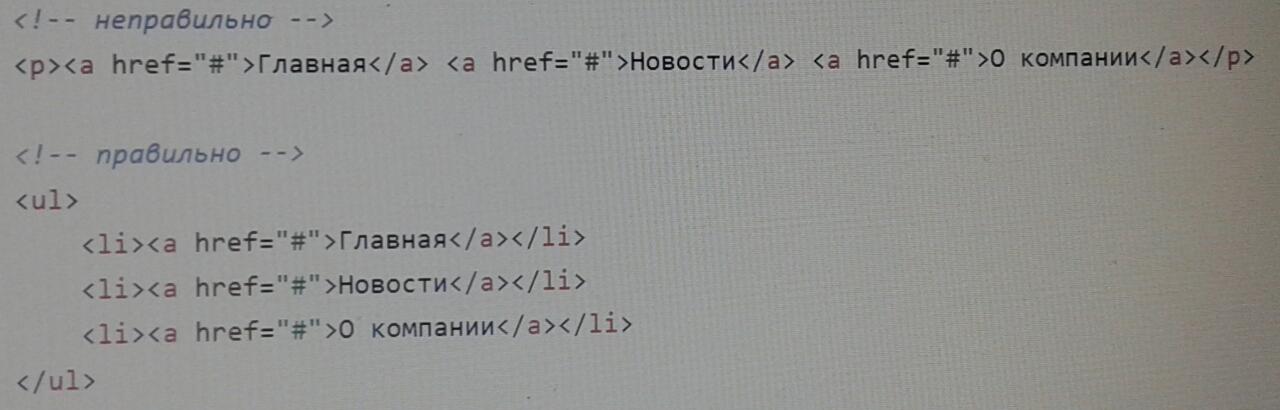 <!-- неправильно -->
<p><a href="#">Главная</a> <a href="#">Новости</a> <a href="#">О компании</a></p>
<!-- правильно -->
<ul>
<li><a href="#">Главная</a></li>
<li><a href="#">Новости</a></li>
<li><a href="#">О компании</a></li>
</ul>